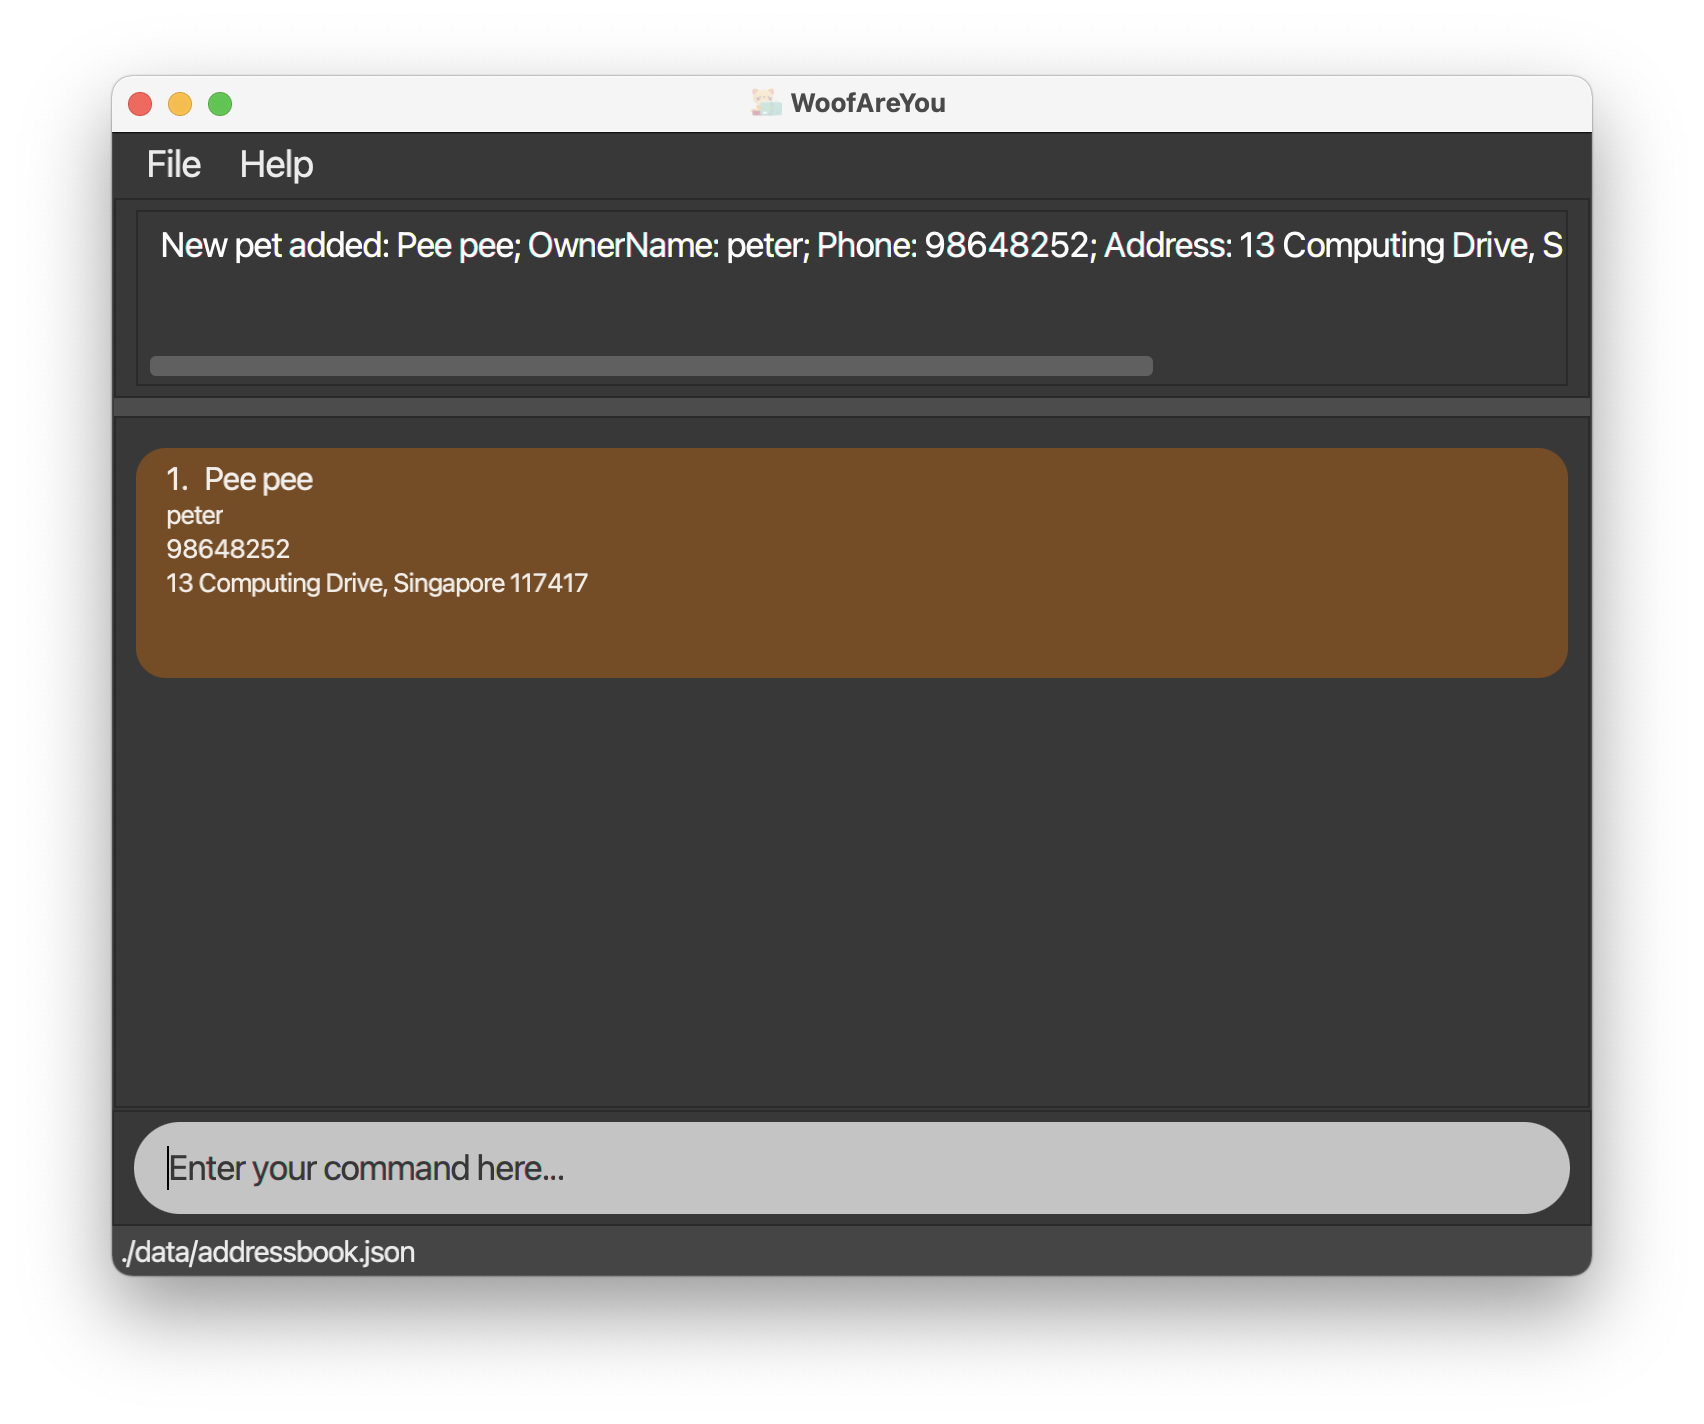 WoofAreYou
File Help
New pet added: Pee pee; OwnerName: peter; Phone: 98648252; Address: 13 Computing Drive, S
1. Pee pee
peter
98648252
13 Computing Drive, Singapore 117417
Enter your command here...
./data/addressbook.json